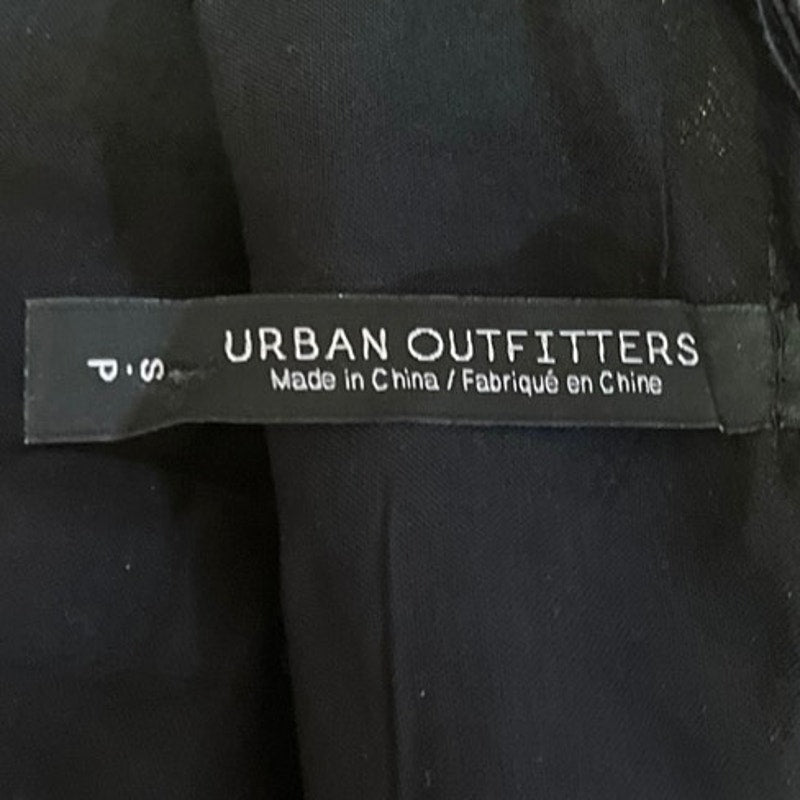 S·P
URBAN OUTFITTERS
Made in China / Fabriqué en Chine